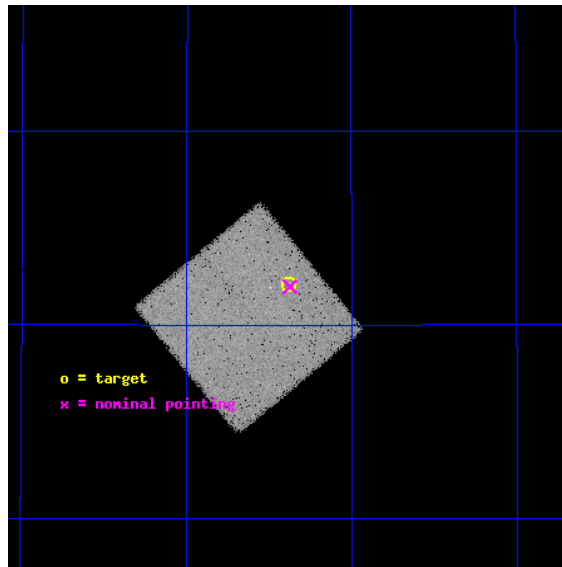 o = target
x = nominal pointing